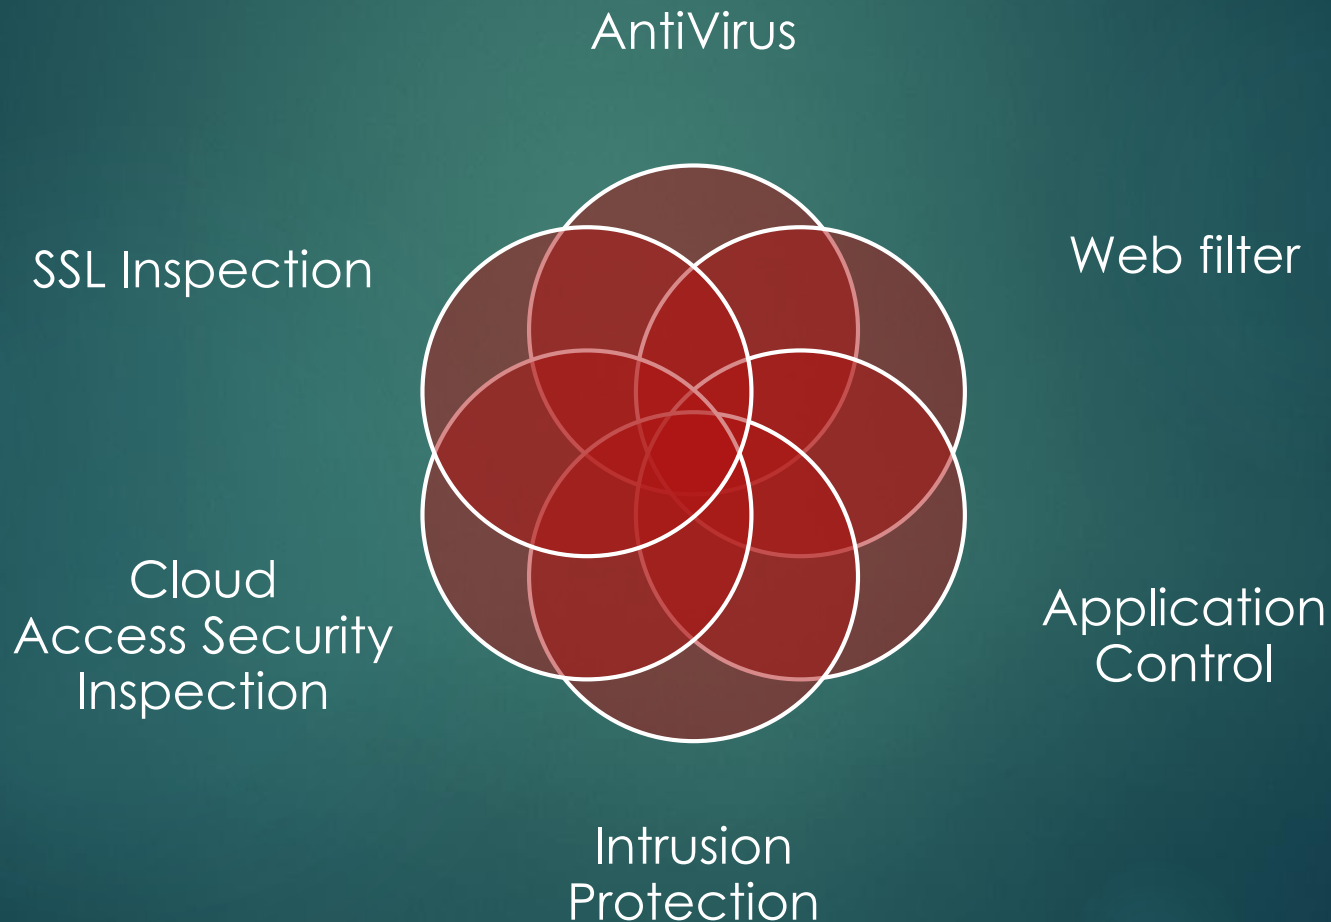 AntiVirus
Web filter
Application
Control
Intrusion
Protection
Cloud
Access Security
Inspection
SSL Inspection